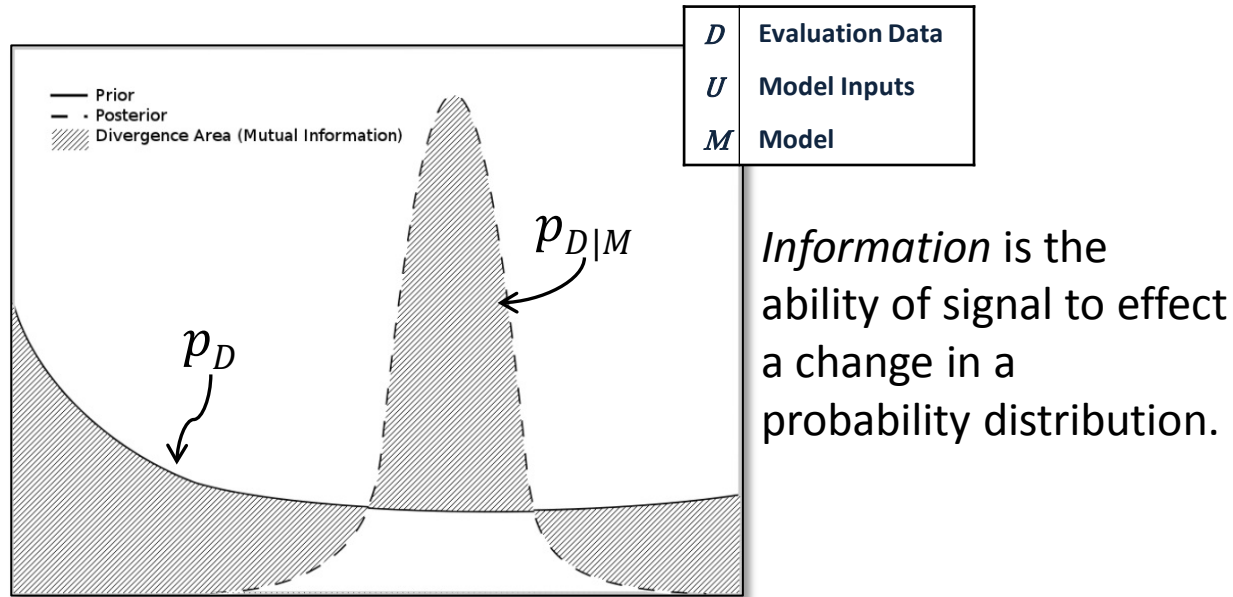 D Evaluation Data
U Model Inputs
M Model
Prior
Posterior
Divergence Area (Mutual Information)
p_{D|M}
p_D
Information is the
ability of signal to effect
a change in a
probability distribution.